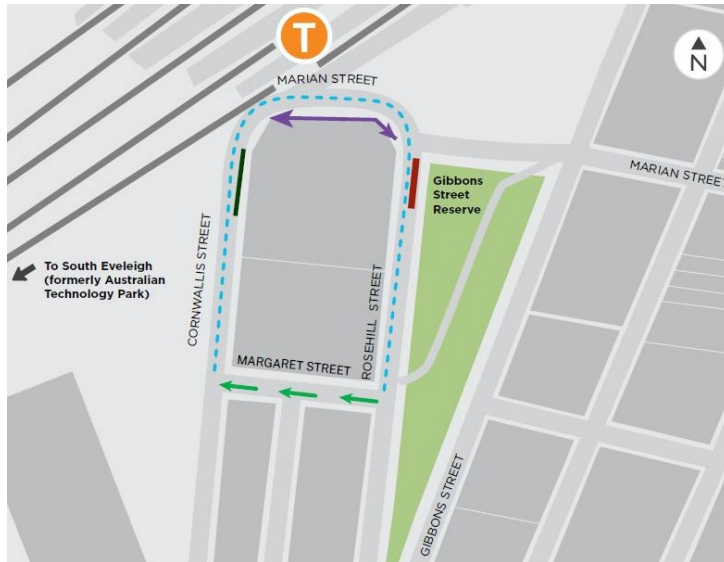 T
MARIAN STREET
N
MARIAN STREET
Gibbons
Street
Reserve
To South Eveleigh
(formerly Australian
Technology Park)
CORNWALLIS STREET
ROSEHILL STREET
MARGARET STREET
GIBBONS STREET